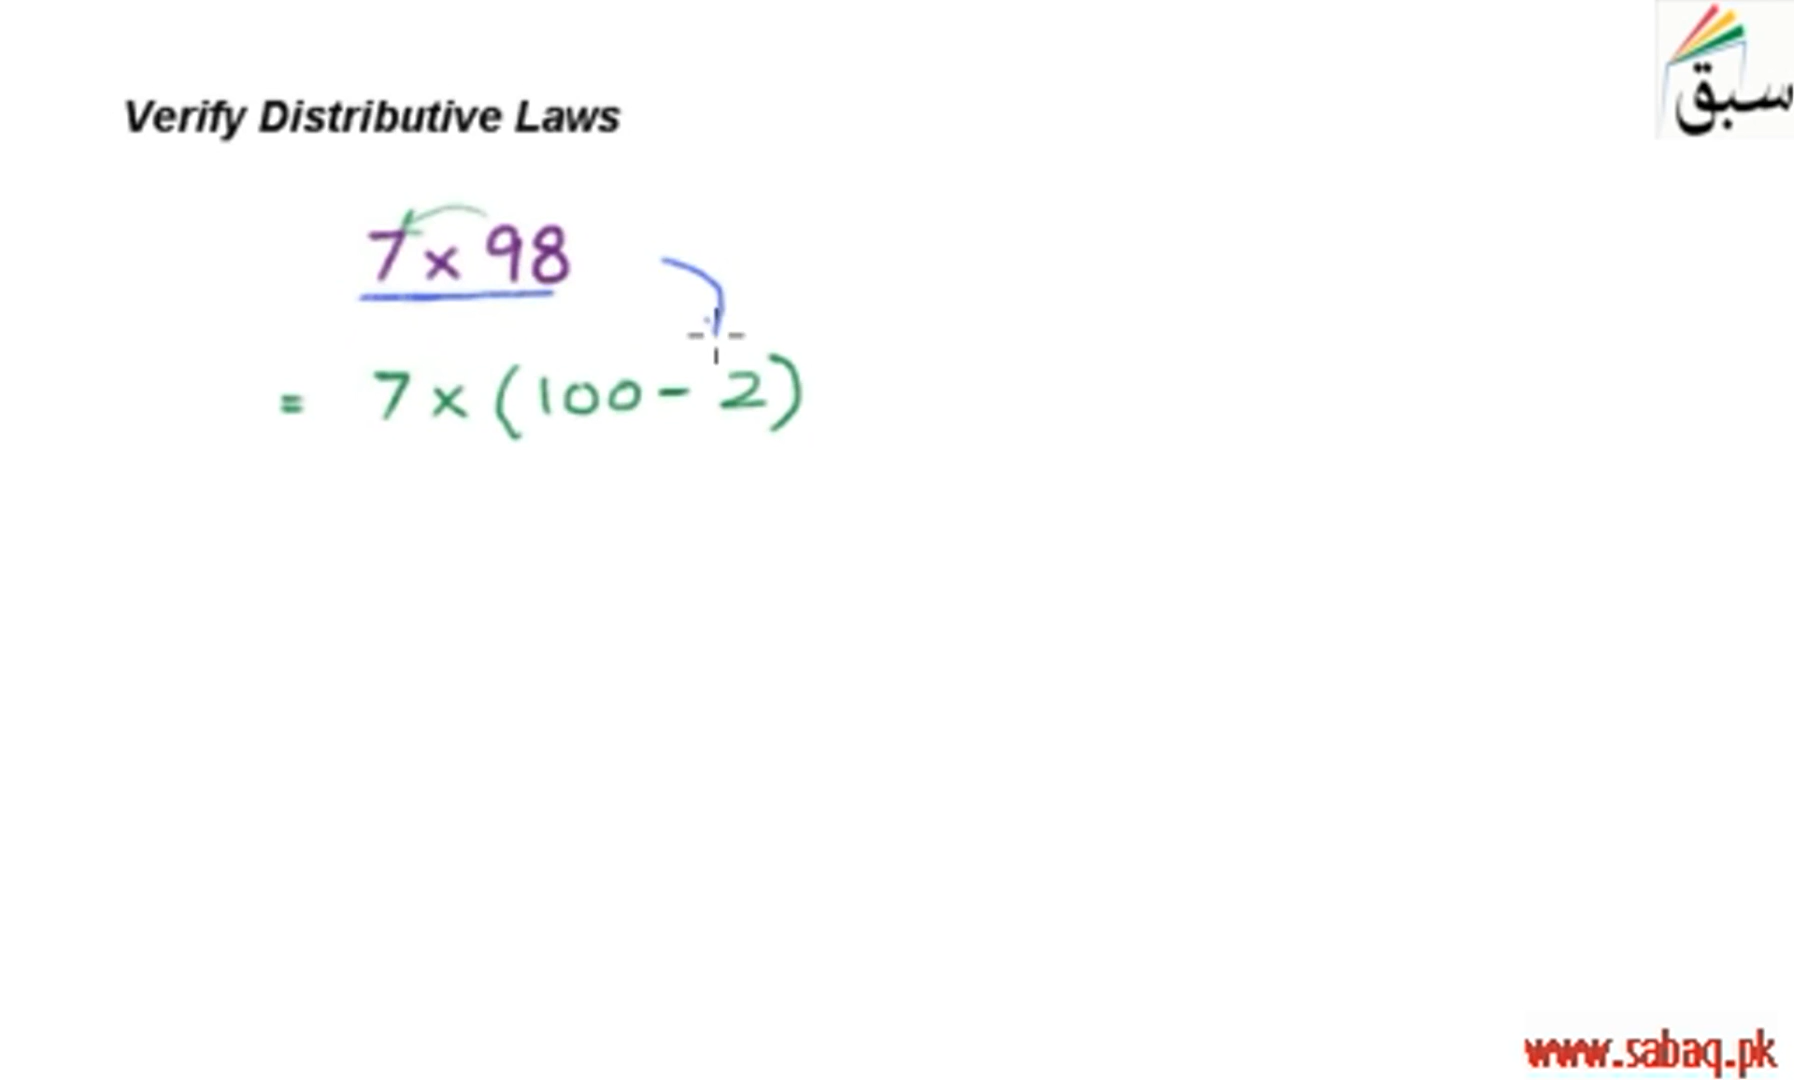 سبق
Verify Distributive Laws
7 × 98
= 7 × (100 - 2)
www.sabaq.pk